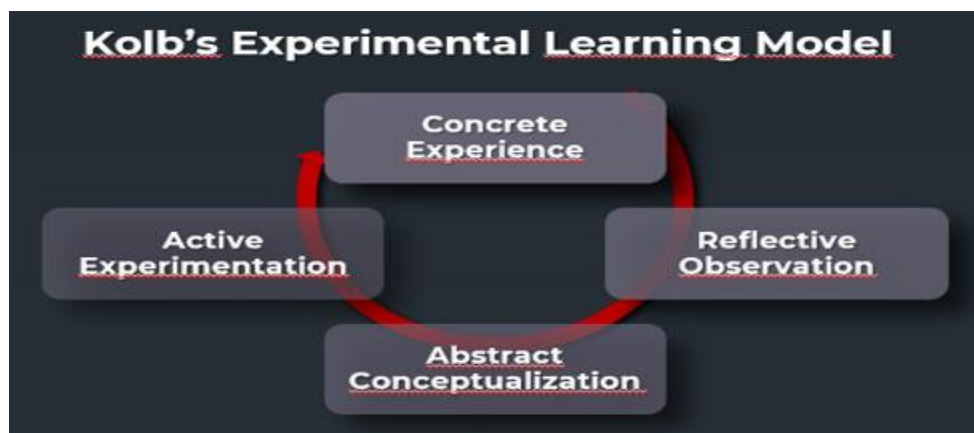 Kolb's Experimental Learning Model
Concrete
Experience
Active
Experimentation
Reflective
Observation
Abstract
Conceptualization